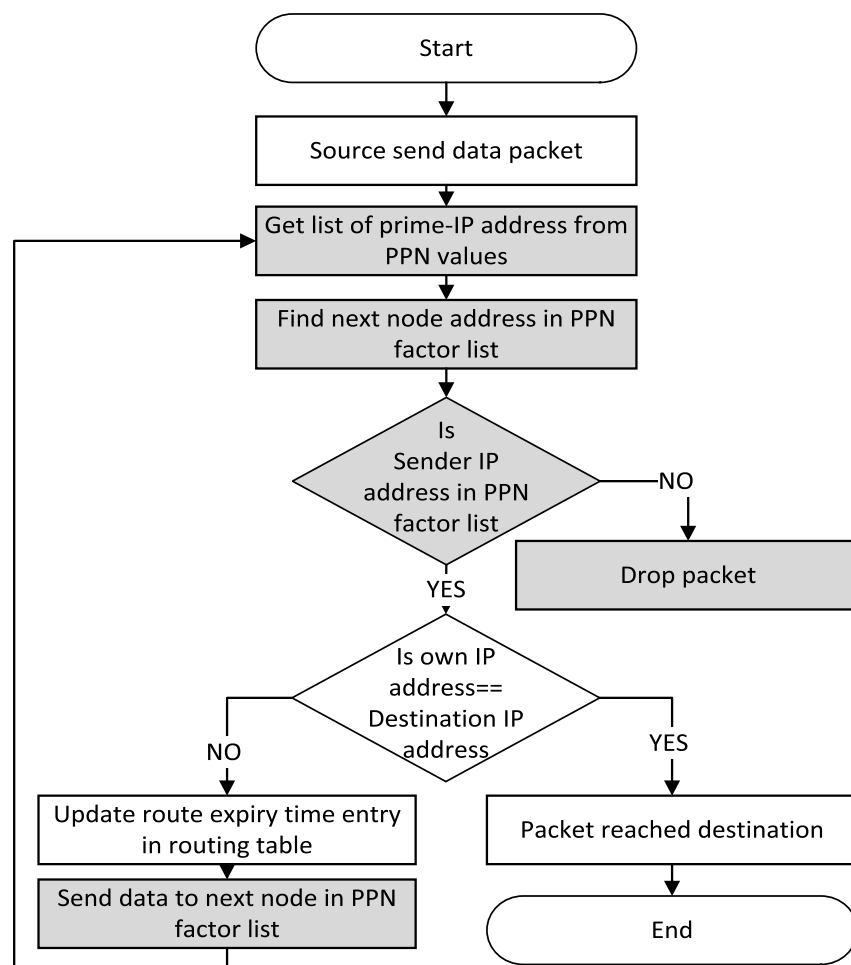 Start
Source send data packet
Get list of prime-IP address from
PPN values
Find next node address in PPN
factor list
Is
Sender IP
address in PPN
factor list
NO
Drop packet
YES
Is own IP
address==
Destination IP
address
NO
YES
Update route expiry time entry
in routing table
Packet reached destination
Send data to next node in PPN
factor list
End